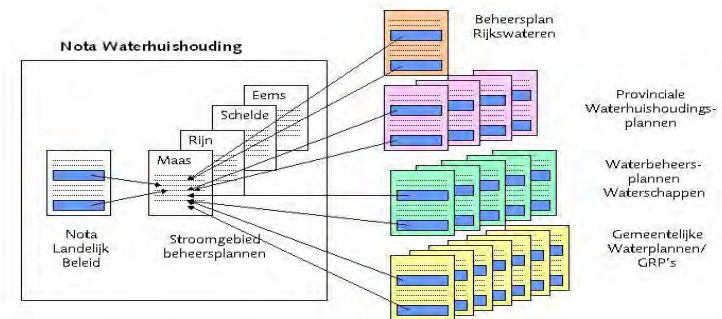 Nota Waterhuishouding
Eems
Schelde
Rijn
Maas
Nota
Landelijk
Beleid
Stroomgebied
beheersplannen
Beheersplan
Rijkswateren
Provinciale
Waterhuishoudings-
plannen
Waterbeheers-
plannen
Waterschappen
Gemeentelijke
Waterplannen/
GRP's